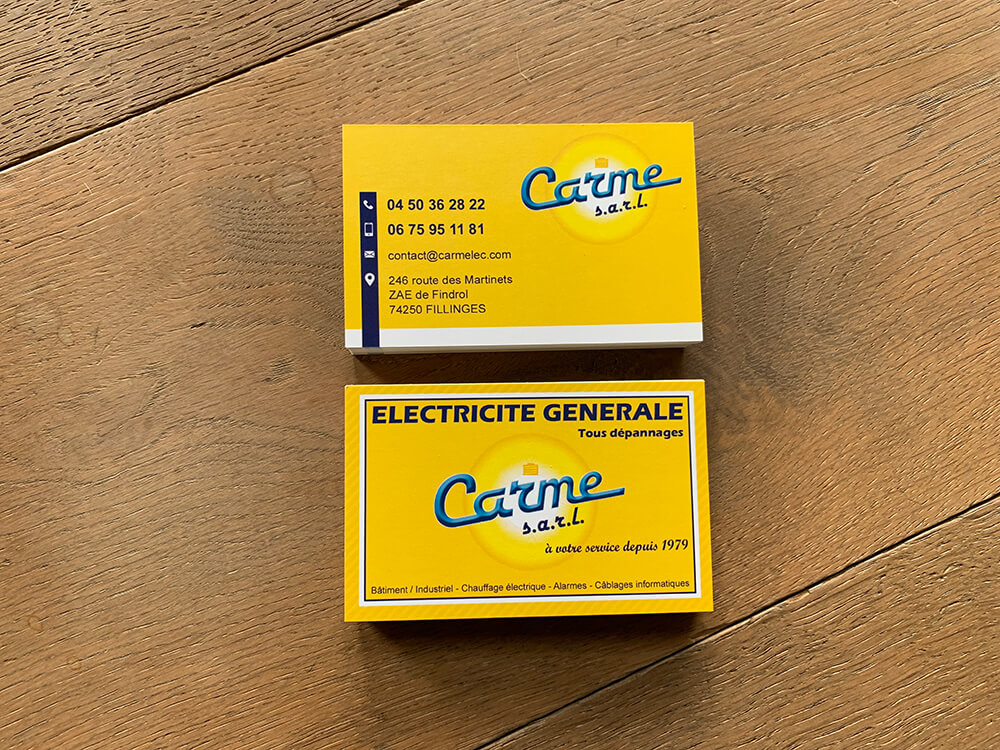 Carme
s.a.r.l.
04 50 36 28 22
06 75 95 11 81
contact@carmelec.com
246 route des Martinets
ZAE de Findrol
74250 FILLINGES
ELECTRICITE GENERALE
Tous dépannages
Carme
s.a.r.l.
à votre service depuis 1979
Bâtiment / Industriel - Chauffage électrique - Alarmes - Câblages informatiques